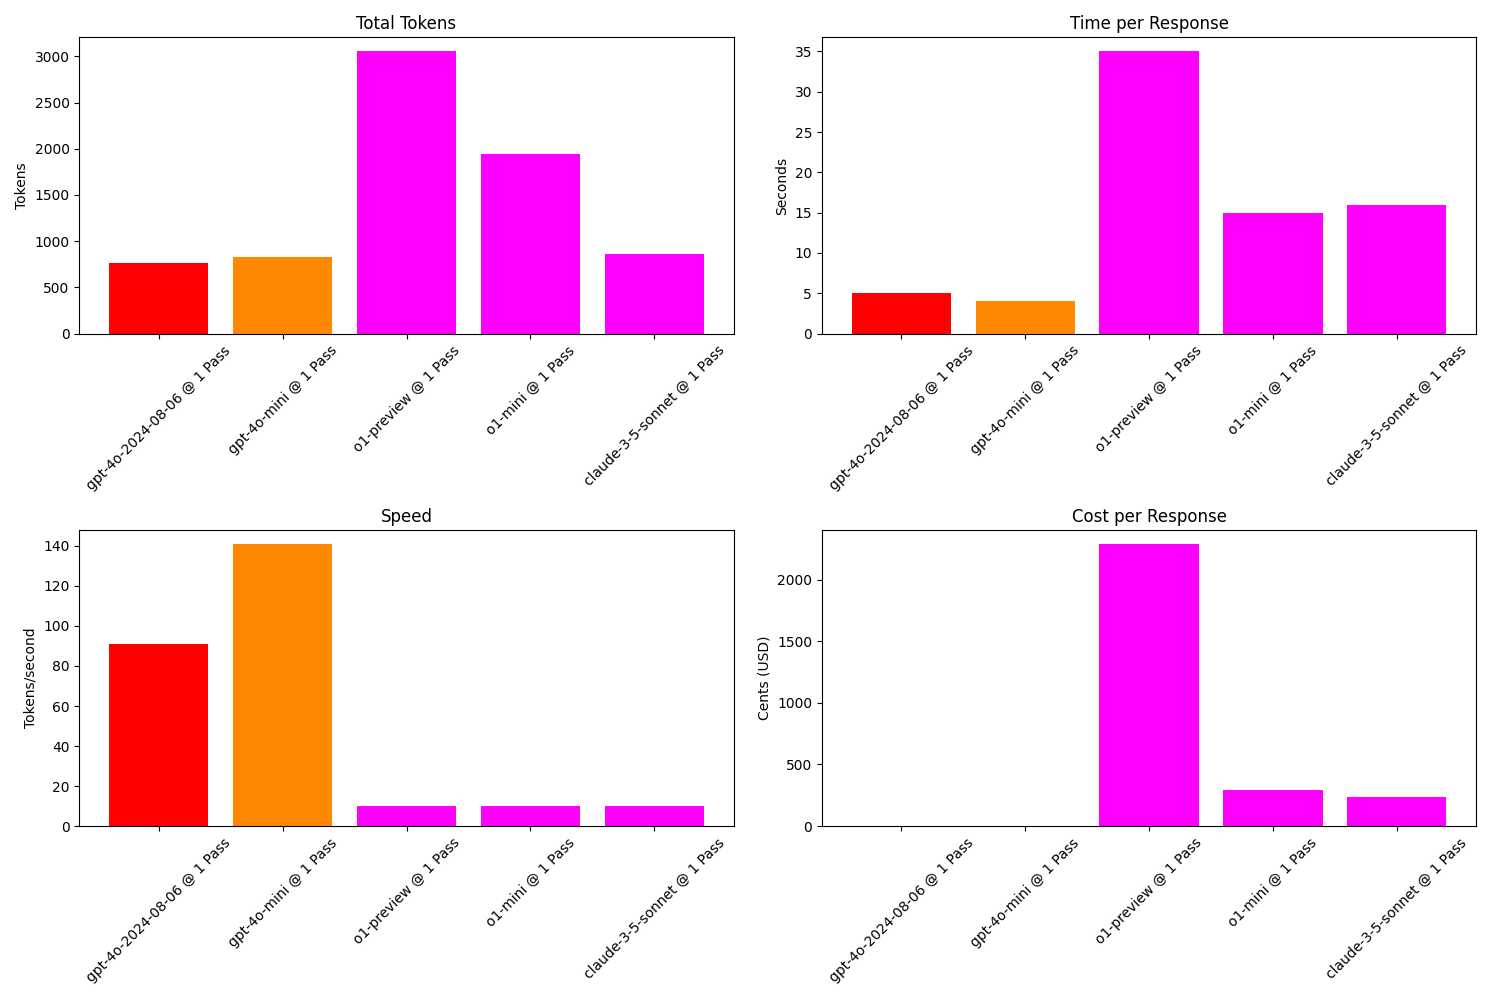 Total Tokens
Tokens
3000
2500
2000
1500
1000
500
0
gpt-4o-2024-08-06 @ 1 Pass
gpt-4o-mini @ 1 Pass
o1-preview @ 1 Pass
o1-mini @ 1 Pass
claude-3-5-sonnet @ 1 Pass
Time per Response
Seconds
35
30
25
20
15
10
5
0
gpt-4o-2024-08-06 @ 1 Pass
gpt-4o-mini @ 1 Pass
o1-preview @ 1 Pass
o1-mini @ 1 Pass
claude-3-5-sonnet @ 1 Pass
Speed
Tokens/second
140
120
100
80
60
40
20
0
gpt-4o-2024-08-06 @ 1 Pass
gpt-4o-mini @ 1 Pass
o1-preview @ 1 Pass
o1-mini @ 1 Pass
claude-3-5-sonnet @ 1 Pass
Cost per Response
Cents (USD)
2000
1500
1000
500
0
gpt-4o-2024-08-06 @ 1 Pass
gpt-4o-mini @ 1 Pass
o1-preview @ 1 Pass
o1-mini @ 1 Pass
claude-3-5-sonnet @ 1 Pass